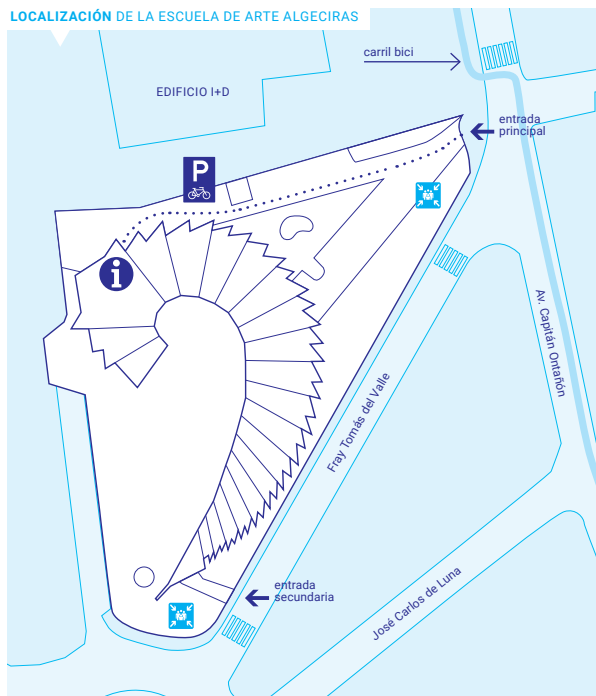 LOCALIZACIÓN DE LA ESCUELA DE ARTE ALGECIRAS
carril bici
EDIFICIO I+D
entrada
principal
P
i
Av. Capitán Ontañón
Fray Tomás del Valle
entrada
secundaria
José Carlos de Luna